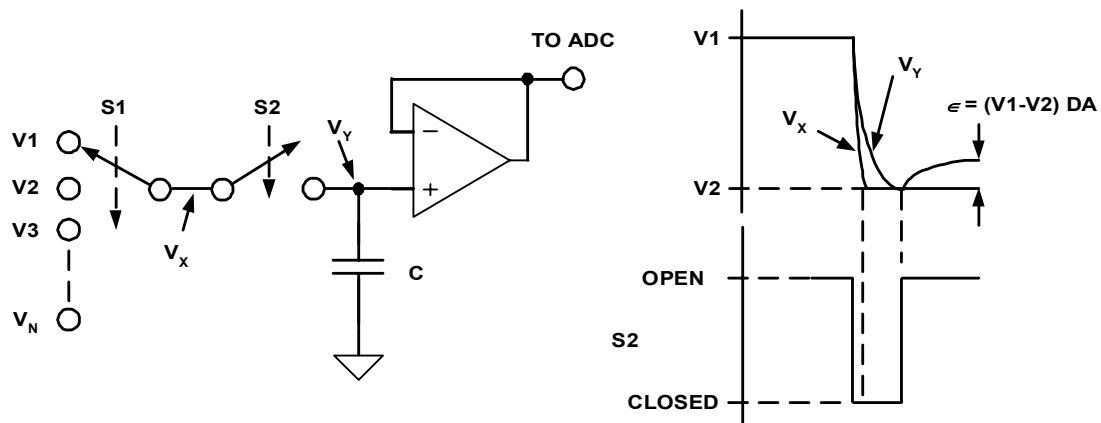 TO ADC
S1
S2
V1
V2
V3
VN
VX
VY
C
−
+
V1
VY
VX
ϵ = (V1-V2) DA
V2
OPEN
S2
CLOSED